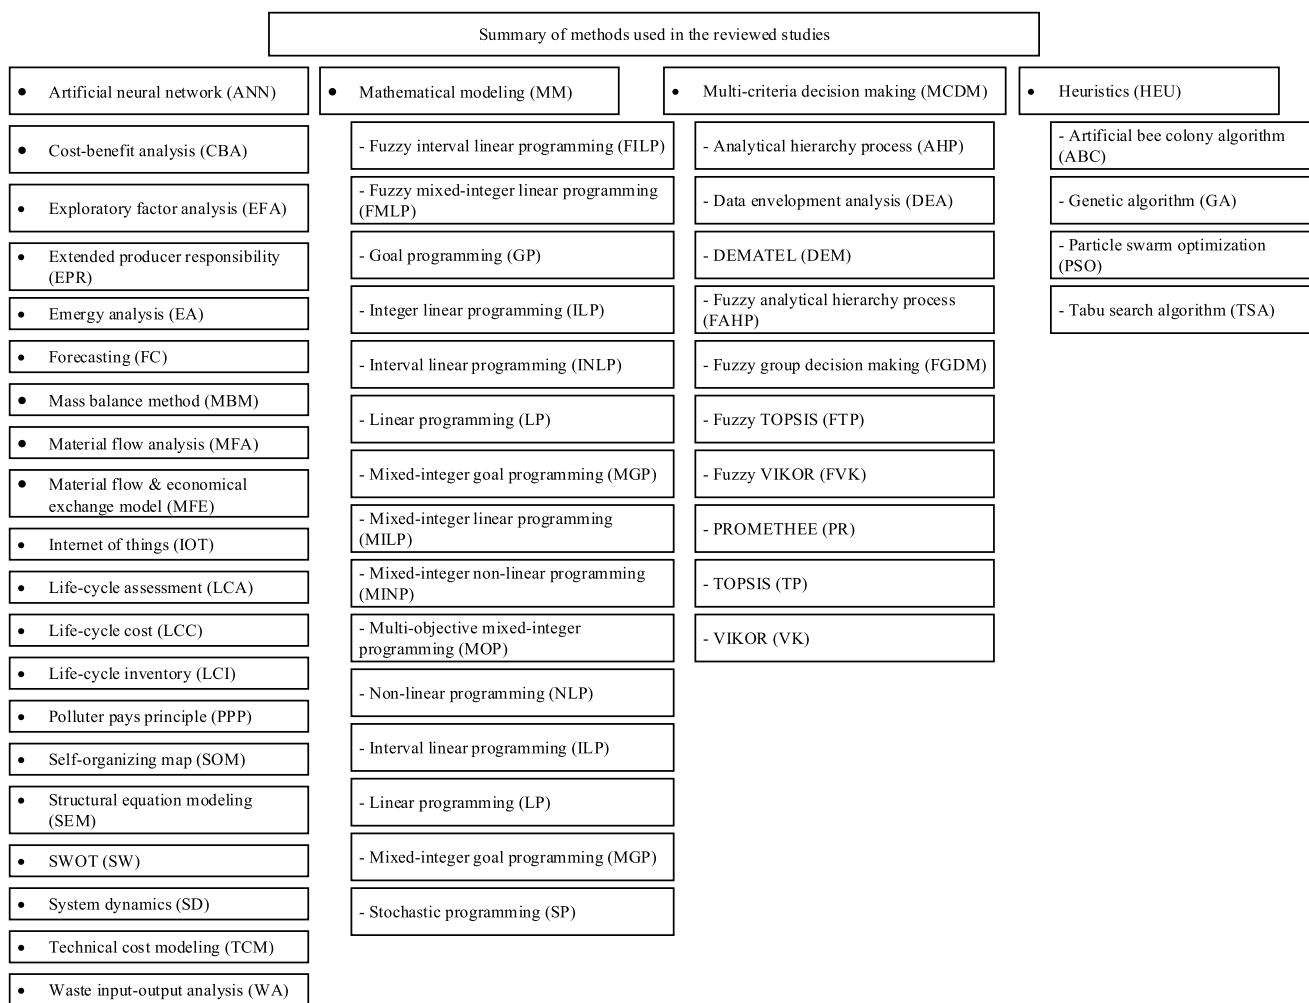 Summary of methods used in the reviewed studies
• Artificial neural network (ANN)
• Cost-benefit analysis (CBA)
• Exploratory factor analysis (EFA)
• Extended producer responsibility
(EPR)
• Emergy analysis (EA)
• Forecasting (FC)
• Mass balance method (MBM)
• Material flow analysis (MFA)
• Material flow & economical
exchange model (MFE)
• Internet of things (IOT)
• Life-cycle assessment (LCA)
• Life-cycle cost (LCC)
• Life-cycle inventory (LCI)
• Polluter pays principle (PPP)
• Self-organizing map (SOM)
• Structural equation modeling
(SEM)
• SWOT (SW)
• System dynamics (SD)
• Technical cost modeling (TCM)
• Waste input-output analysis (WA)
• Mathematical modeling (MM)
- Fuzzy interval linear programming (FILP)
- Fuzzy mixed-integer linear programming
(FMLP)
- Goal programming (GP)
- Integer linear programming (ILP)
- Interval linear programming (INLP)
- Linear programming (LP)
- Mixed-integer goal programming (MGP)
- Mixed-integer linear programming
(MILP)
- Mixed-integer non-linear programming
(MINP)
- Multi-objective mixed-integer
programming (MOP)
- Non-linear programming (NLP)
- Interval linear programming (ILP)
- Linear programming (LP)
- Mixed-integer goal programming (MGP)
- Stochastic programming (SP)
• Multi-criteria decision making (MCDM)
- Analytical hierarchy process (AHP)
- Data envelopment analysis (DEA)
- DEMATEL (DEM)
- Fuzzy analytical hierarchy process
(FAHP)
- Fuzzy group decision making (FGDM)
- Fuzzy TOPSIS (FTP)
- Fuzzy VIKOR (FVK)
- PROMETHEE (PR)
- TOPSIS (TP)
- VIKOR (VK)
• Heuristics (HEU)
- Artificial bee colony algorithm
(ABC)
- Genetic algorithm (GA)
- Particle swarm optimization
(PSO)
- Tabu search algorithm (TSA)